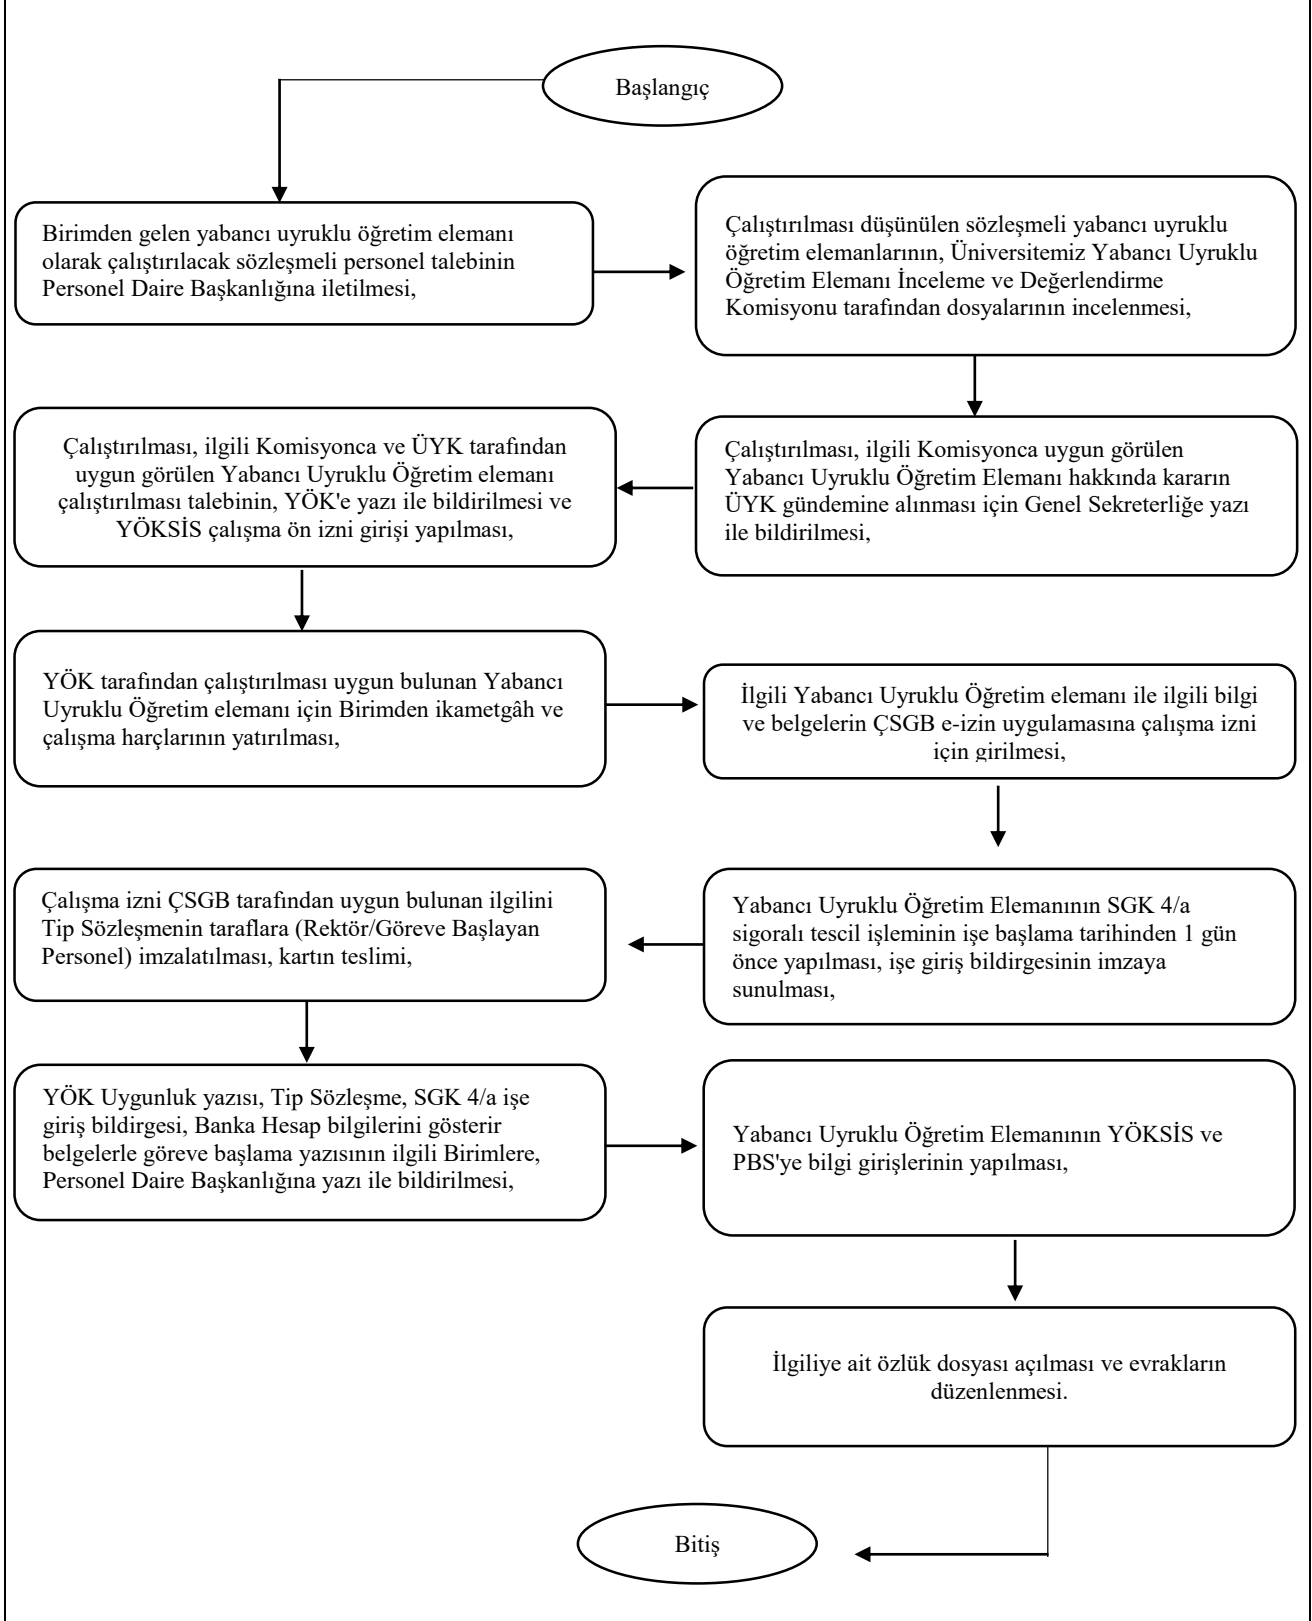 Başlangıç
Birimden gelen yabancı uyruklu öğretim elemanı
olarak çalıştırılacak sözleşmeli personel talebinin
Personel Daire Başkanlığına iletilmesi,
Çalıştırılması düşünülen sözleşmeli yabancı uyruklu
öğretim elemanlarının, Üniversitemiz Yabancı Uyruklu
Öğretim Elemanı İnceleme ve Değerlendirme
Komisyonu tarafından dosyalarının incelenmesi,
Çalıştırılması, ilgili Komisyonca uygun görülen
Yabancı Uyruklu Öğretim Elemanı hakkında kararın
ÜYK gündemine alınması için Genel Sekreterliğe yazı
ile bildirilmesi,
Çalıştırılması, ilgili Komisyonca ve ÜYK tarafından
uygun görülen Yabancı Uyruklu Öğretim elemanı
çalıştırılması talebinin, YÖK'e yazı ile bildirilmesi ve
YÖKSİS çalışma ön izni girişi yapılması,
YÖK tarafından çalıştırılması uygun bulunan Yabancı
Uyruklu Öğretim elemanı için Birimden ikametgâh ve
çalışma harçlarının yatırılması,
İlgili Yabancı Uyruklu Öğretim elemanı ile ilgili bilgi
ve belgelerin ÇSGB e-izin uygulamasına çalışma izni
için girilmesi,
Yabancı Uyruklu Öğretim Elemanının SGK 4/a
sigoralı tescil işleminin işe başlama tarihinden 1 gün
önce yapılması, işe giriş bildirgesinin imzaya
sunulması,
Çalışma izni ÇSGB tarafından uygun bulunan ilgilini
Tip Sözleşmenin taraflara (Rektör/Göreve Başlayan
Personel) imzalatılması, kartın teslimi,
YÖK Uygunluk yazısı, Tip Sözleşme, SGK 4/a işe
giriş bildirgesi, Banka Hesap bilgilerini gösterir
belgelerle göreve başlama yazısının ilgili Birimlere,
Personel Daire Başkanlığına yazı ile bildirilmesi,
Yabancı Uyruklu Öğretim Elemanının YÖKSİS ve
PBS'ye bilgi girişlerinin yapılması,
İlgiliye ait özlük dosyası açılması ve evrakların
düzenlenmesi.
Bitiş